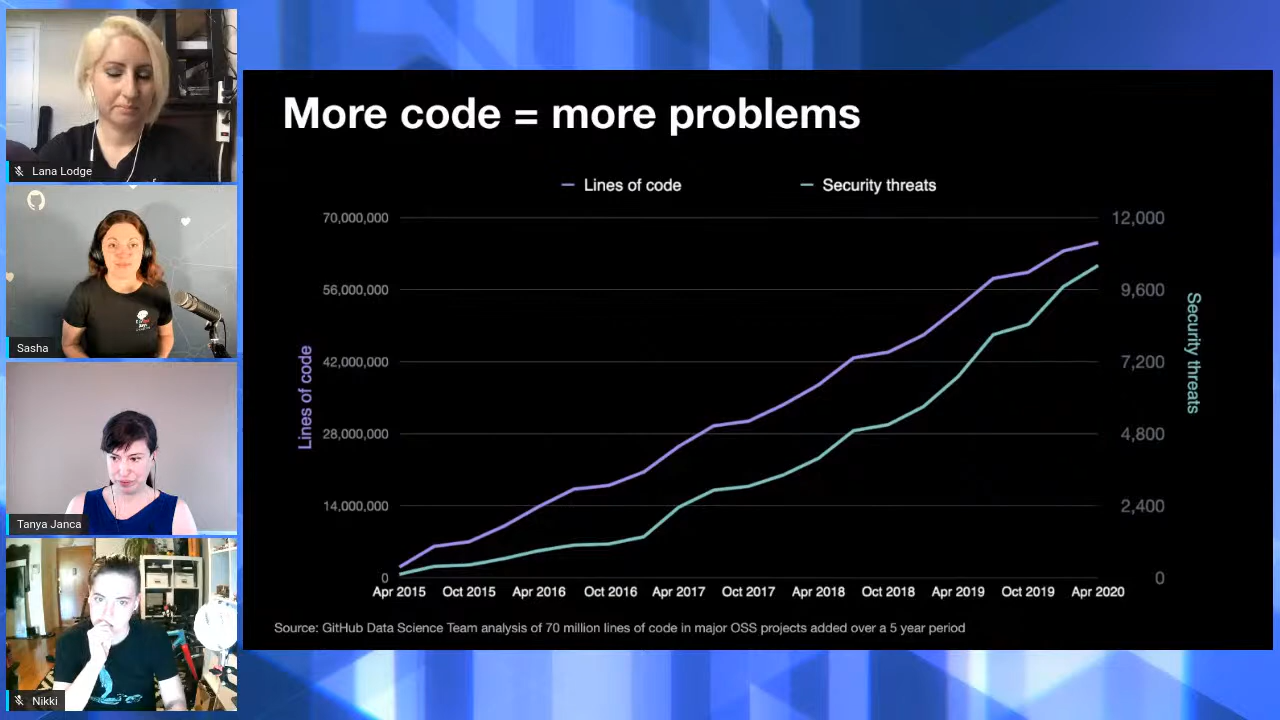 Lana Lodge
Sasha
Tanya Janca
Nikki
More code = more problems
Lines of code
Security threats
70,000,000
56,000,000
42,000,000
28,000,000
14,000,000
0
Lines of code
12,000
9,600
7,200
4,800
2,400
0
Security threats
Apr 2015 Oct 2015 Apr 2016 Oct 2016 Apr 2017 Oct 2017 Apr 2018 Oct 2018 Apr 2019 Oct 2019 Apr 2020
Source: GitHub Data Science Team analysis of 70 million lines of code in major OSS projects added over a 5 year period